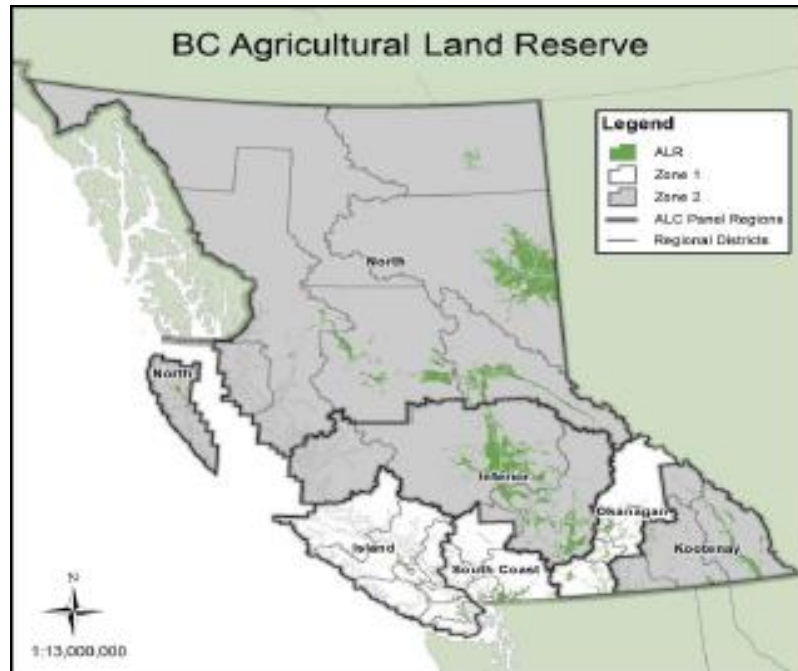 BC Agricultural Land Reserve
Legend
ALR
Zone 1
Zone 2
ALC Panel Regions
Regional Districts
North
North
Interior
Okanagan
Island
South Coast
Kootenay
N
1:13,000,000